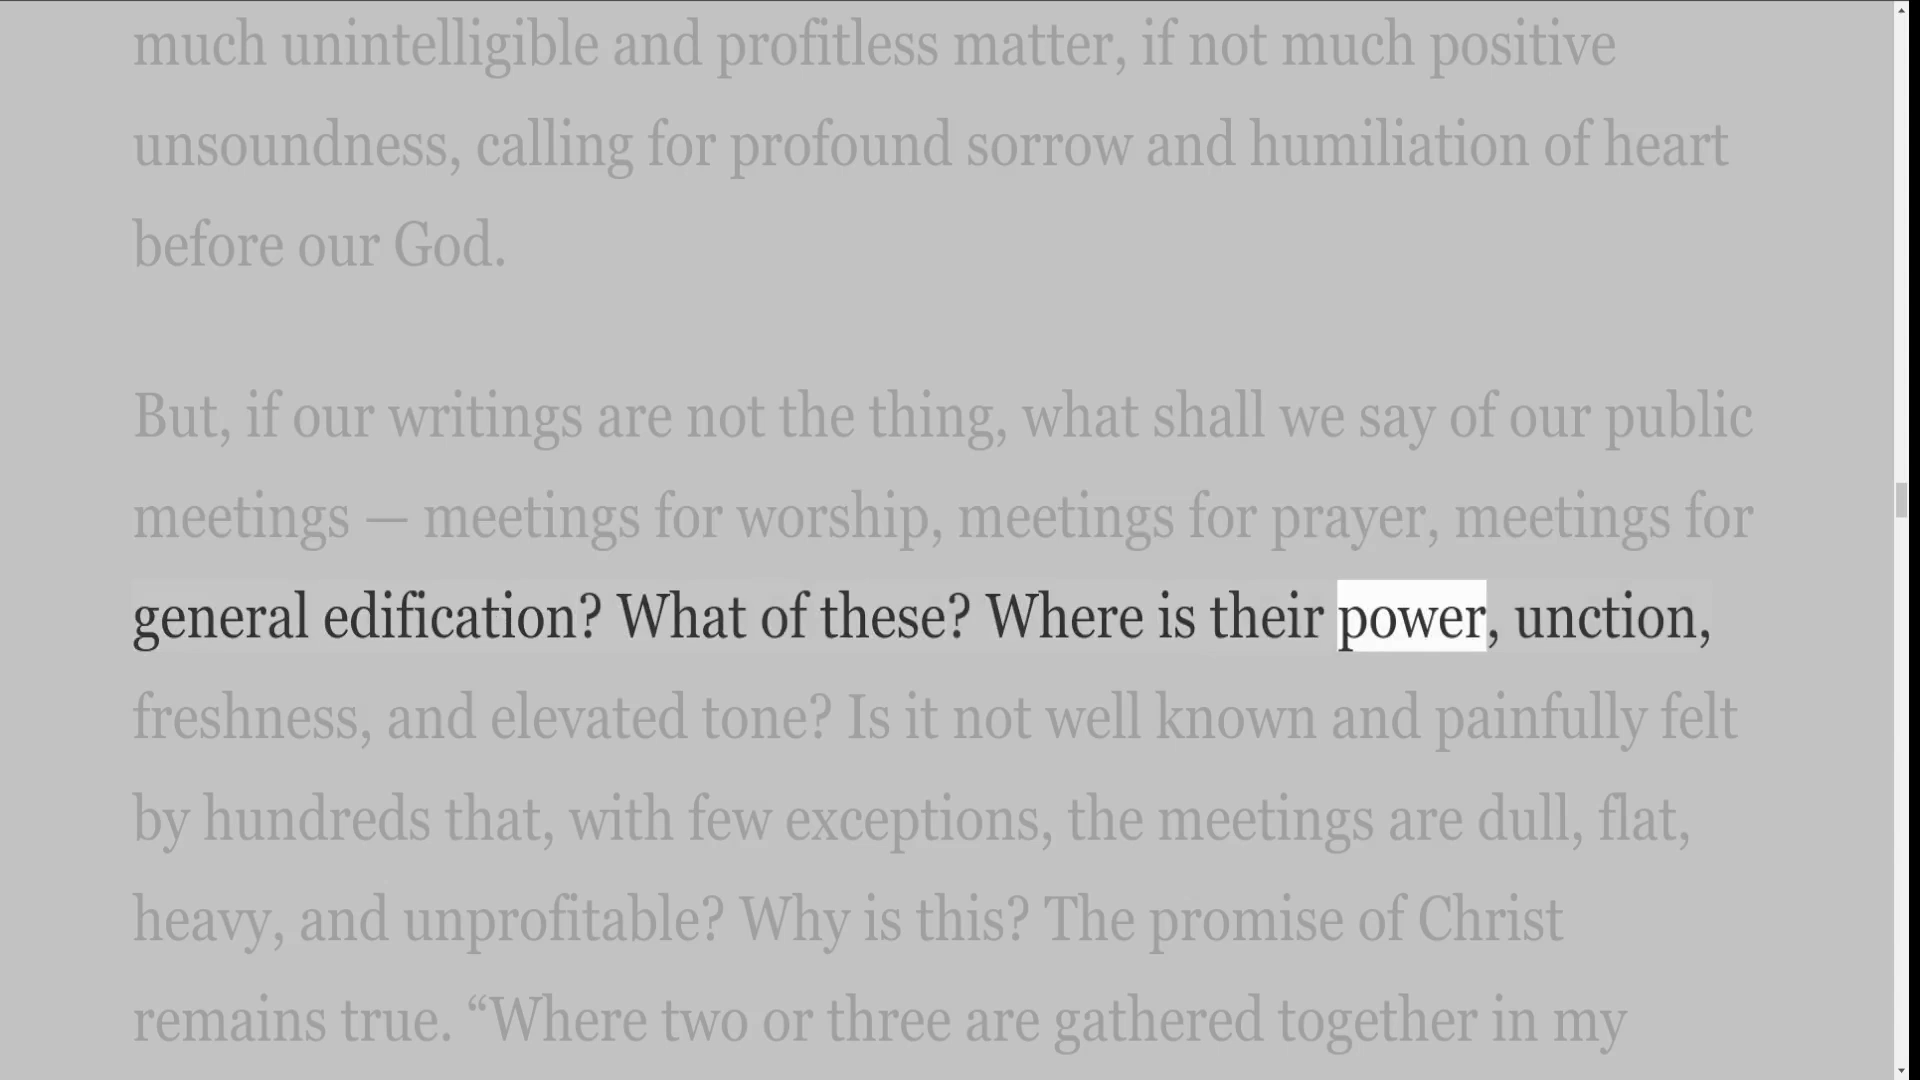 much unintelligible and profitless matter, if not much positive
unsoundness, calling for profound sorrow and humiliation of heart
before our God.
But, if our writings are not the thing, what shall we say of our public
meetings — meetings for worship, meetings for prayer, meetings for
general edification? What of these? Where is their power, unction,
freshness, and elevated tone? Is it not well known and painfully felt
by hundreds that, with few exceptions, the meetings are dull, flat,
heavy, and unprofitable? Why is this? The promise of Christ
remains true. “Where two or three are gathered together in my